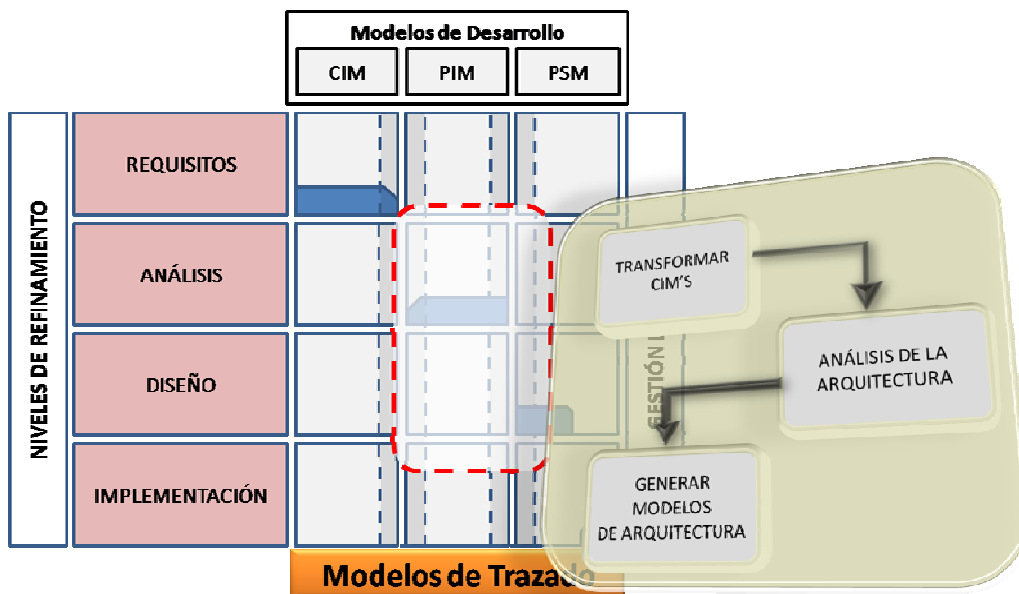 Modelos de Desarrollo
CIM
PIM
PSM
NIVELES DE REFINAMIENTO
REQUISITOS
ANÁLISIS
DISEÑO
IMPLEMENTACIÓN
GESTIÓN
TRANSFORMAR
CIM'S
ANÁLISIS DE LA
ARQUITECTURA
GENERAR
MODELOS
DE ARQUITECTURA
Modelos de Trazado